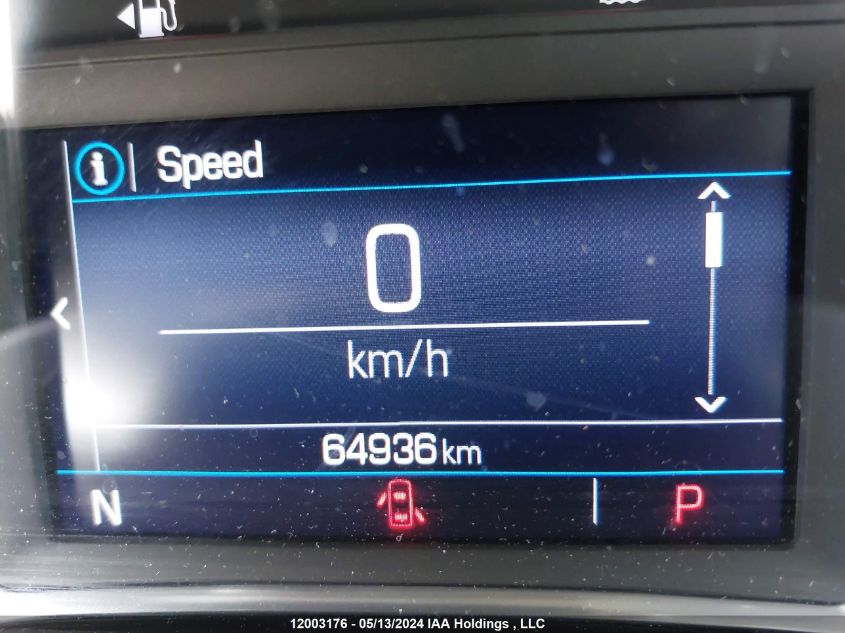 Speed
0
km/h
64936 km
N P
12003176 - 05/13/2024 IAA Holdings , LLC